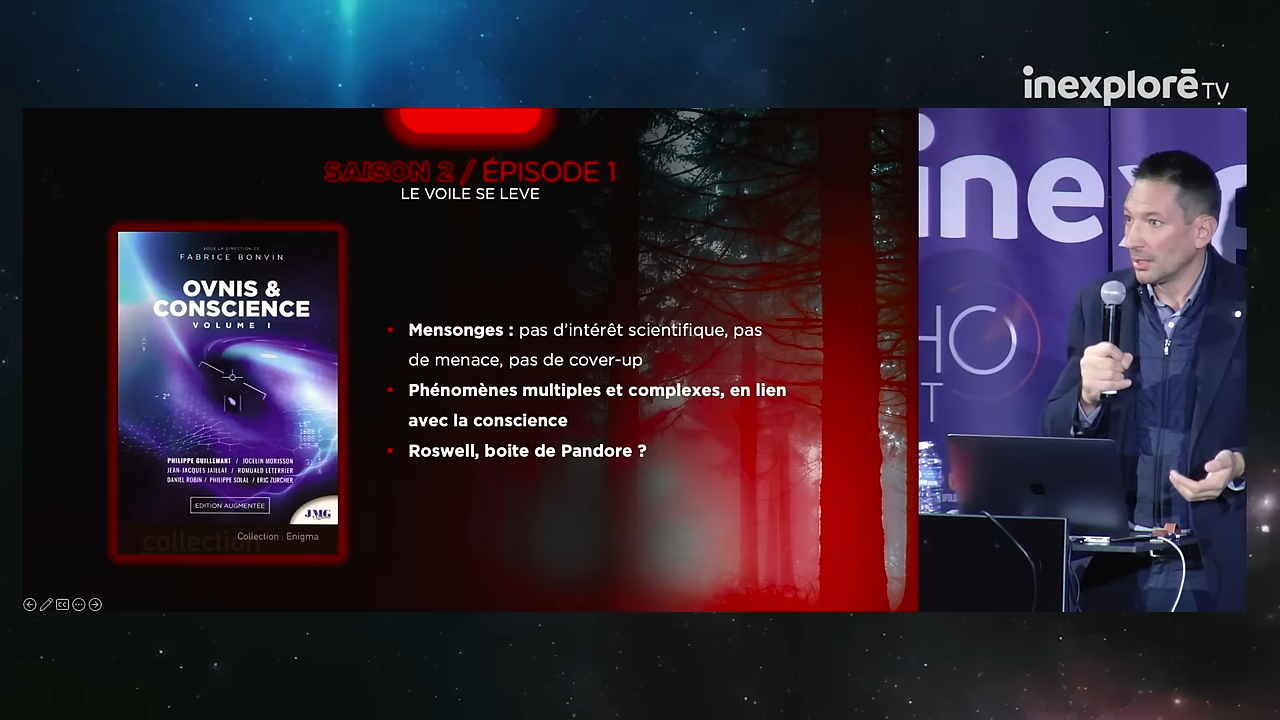 inexploré TV
SAISON 2 / ÉPISODE 1
LE VOILE SE LEVE
SOUS LA DIRECTION DE
FABRICE BONVIN
OVNIS &
CONSCIENCE
VOLUME I
- 2°
PHILIPPE GUILLEMANT / JOCELIN MORISSON
JEAN-JACQUES JAILLAT / ROMUALD LETERRIER
DANIEL ROBIN / PHILIPPE SOLAL / ERIC ZURCHER
EDITION AUGMENTÉE
JMG
collection
Collection : Enigma
• Mensonges : pas d'intérêt scientifique, pas
de menace, pas de cover-up
• Phénomènes multiples et complexes, en lien
avec la conscience
• Roswell, boite de Pandore ?
CC
ine
HO
T